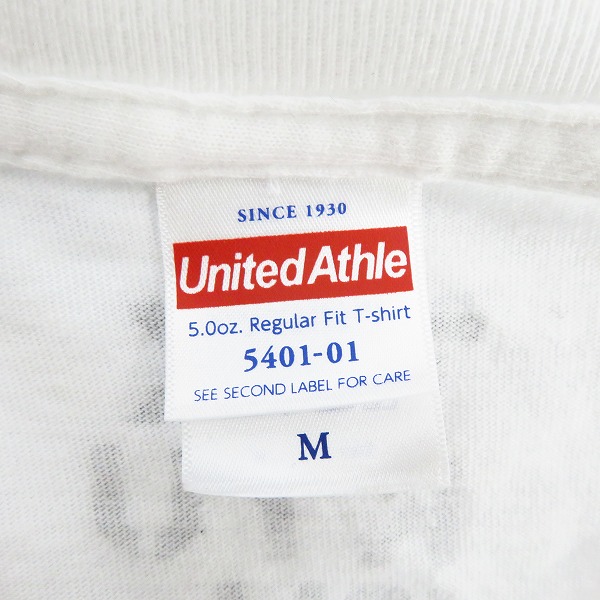 SINCE 1930
United Athle
5.0oz. Regular Fit T-shirt
5401-01
SEE SECOND LABEL FOR CARE
M